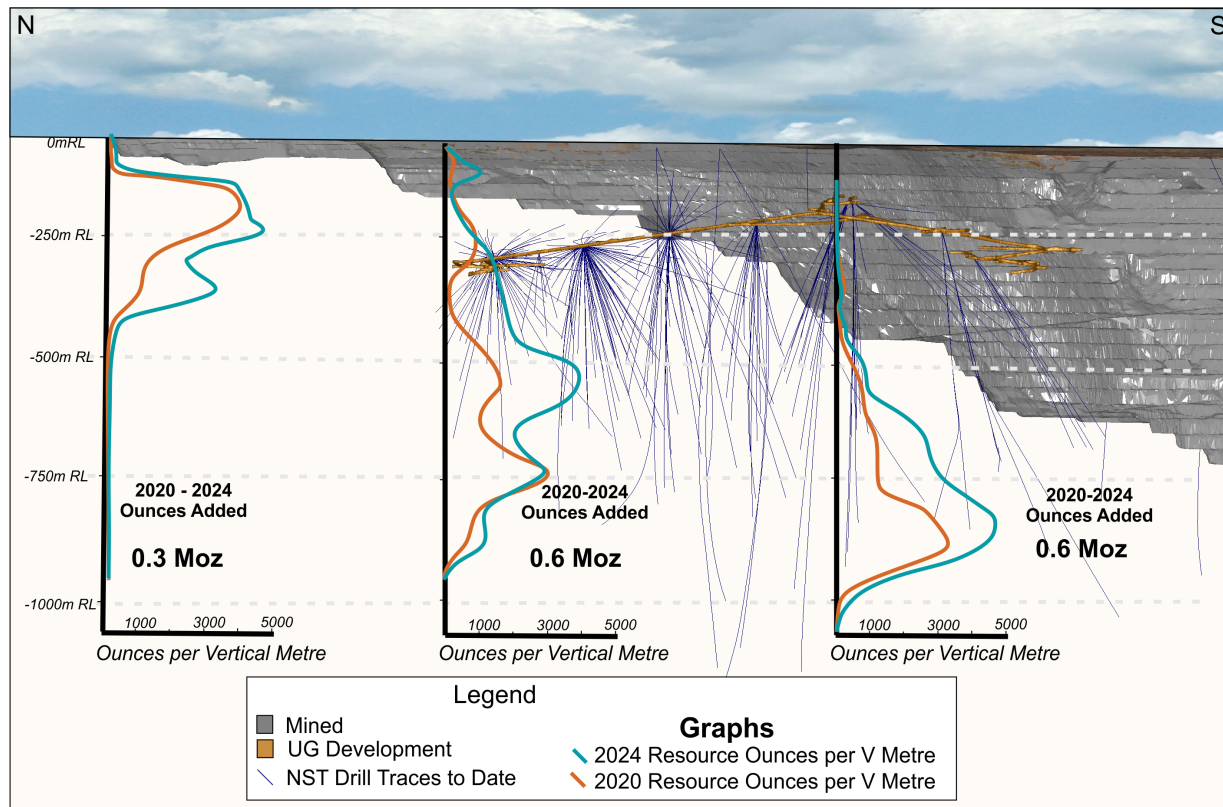 N
S
0mRL
-250m RL
-500m RL
-750m RL
-1000m RL
2020 - 2024
Ounces Added
0.3 Moz
2020-2024
Ounces Added
0.6 Moz
2020-2024
Ounces Added
0.6 Moz
1000 3000 5000
Ounces per Vertical Metre
1000 3000 5000
Ounces per Vertical Metre
1000 3000 5000
Ounces per Vertical Metre
Legend
Mined
UG Development
NST Drill Traces to Date
Graphs
2024 Resource Ounces per V Metre
2020 Resource Ounces per V Metre